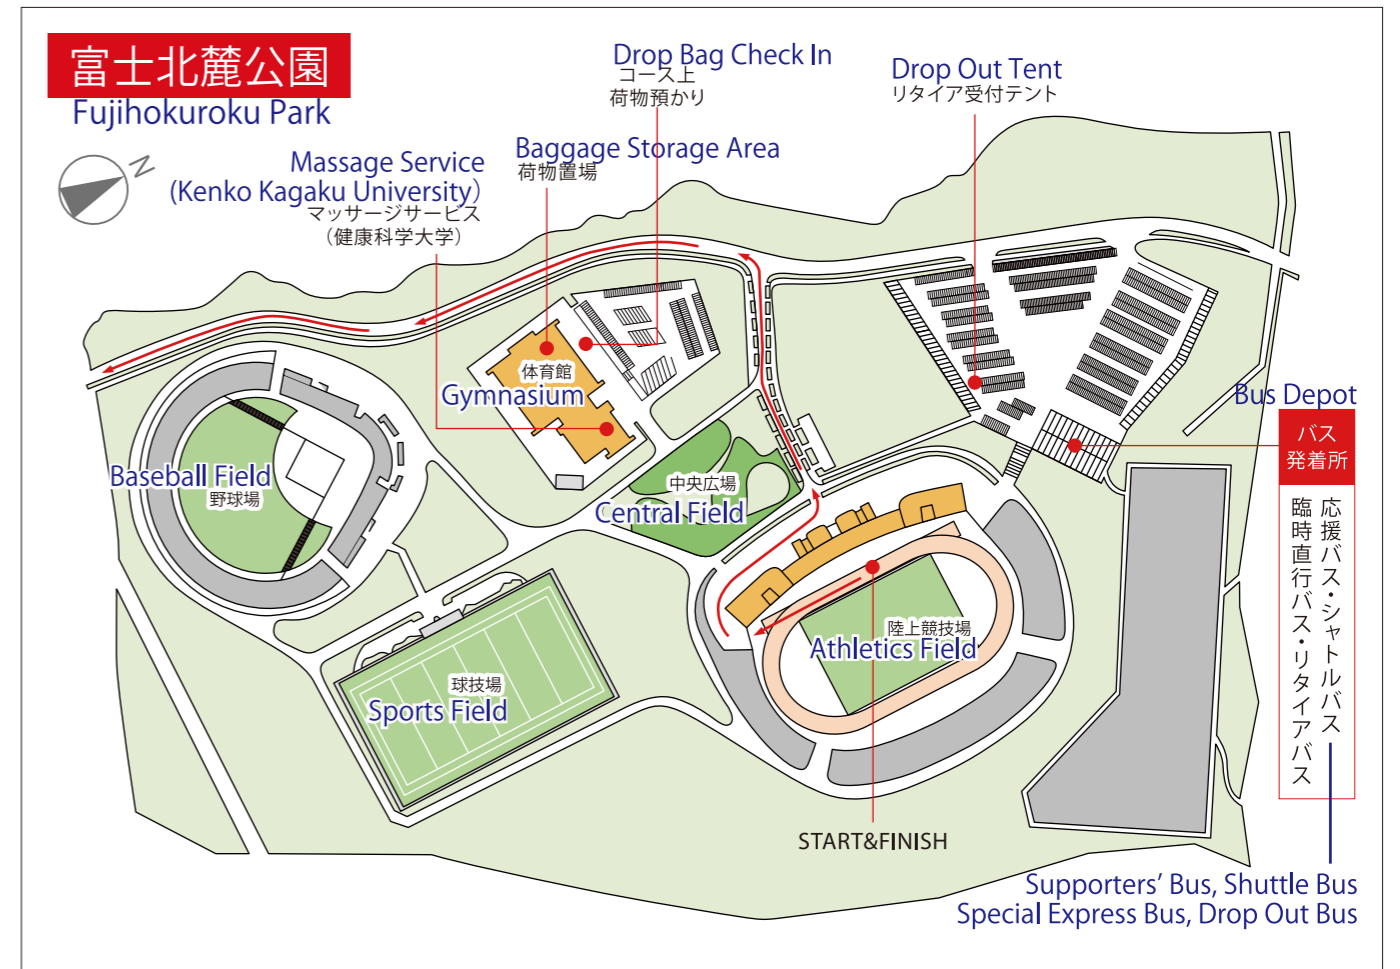 富士北麓公園
Fujihokuroku Park
N
Drop Bag Check In
コース上
荷物預かり
Drop Out Tent
リタイア受付テント
Massage Service
(Kenko Kagaku University）
マッサージサービス
（健康科学大学）
Baggage Storage Area
荷物置場
体育館
Gymnasium
Baseball Field
野球場
中央広場
Central Field
Bus Depot
バス
発着所
応援バス・シャトルバス
臨時直行バス・リタイアバス
陸上競技場
Athletics Field
球技場
Sports Field
START&FINISH
Supporters’ Bus, Shuttle Bus
Special Express Bus, Drop Out Bus